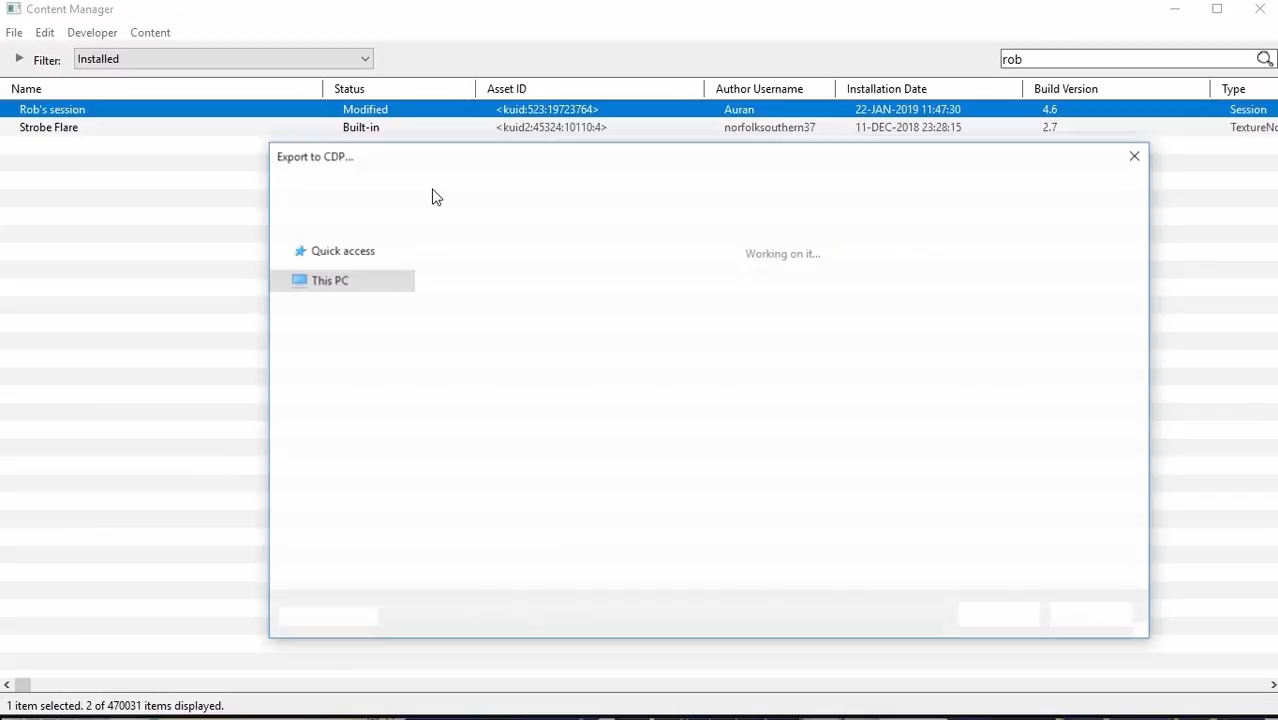 Content Manager
File Edit Developer Content
Filter: Installed rob
Name Status Asset ID Author Username Installation Date Build Version Type
Rob's session Modified <kuid:523:19723764> Auran 22-JAN-2019 11:47:30 4.6 Session
Strobe Flare Built-in <kuid2:45324:10110:4> norfolksouthern37 11-DEC-2018 23:28:15 2.7 TextureNo
Export to CDP...
Quick access Working on it...
This PC
1 item selected. 2 of 470031 items displayed.